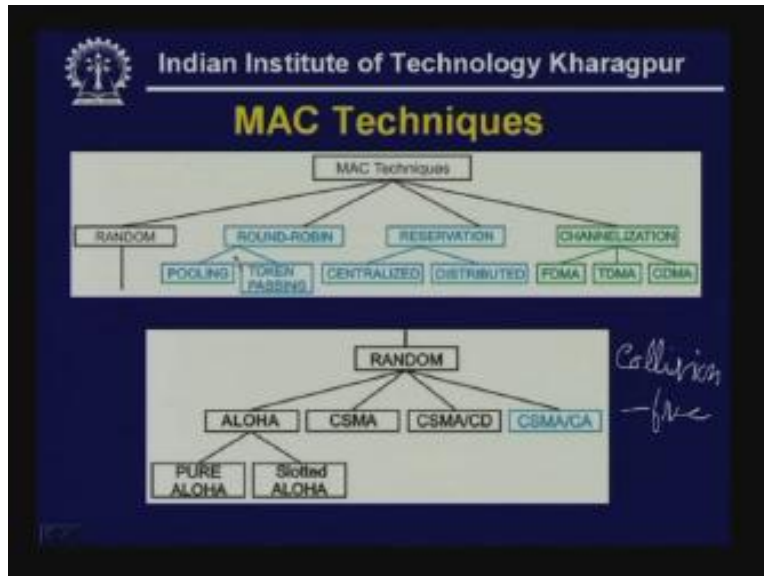 Indian Institute of Technology Kharagpur
MAC Techniques
MAC Techniques
RANDOM ROUND-ROBIN RESERVATION CHANNELIZATION
POOLING TOKEN PASSING CENTRALIZED DISTRIBUTED FDMA TDMA CDMA
RANDOM
ALOHA CSMA CSMA/CD CSMA/CA
PURE ALOHA Slotted ALOHA
Collision
-free